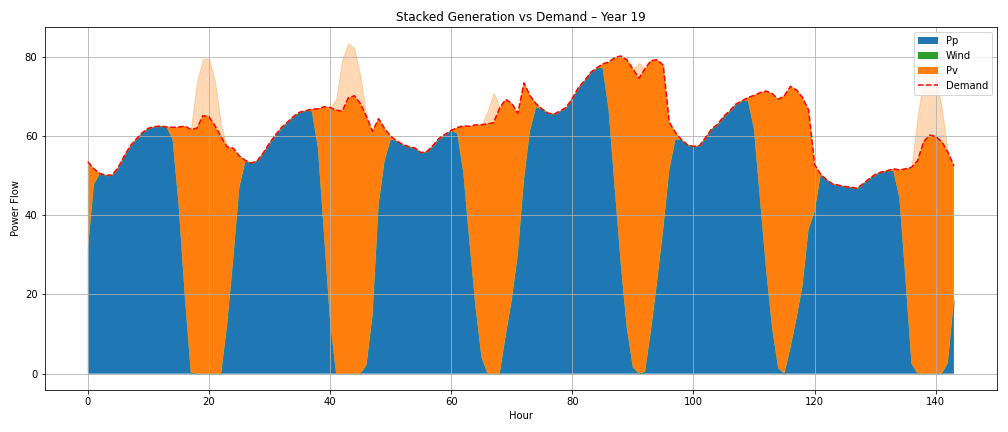 Stacked Generation vs Demand – Year 19
Pp
Wind
Pv
Demand
80
60
40
20
0
Power Flow
0 20 40 60 80 100 120 140
Hour